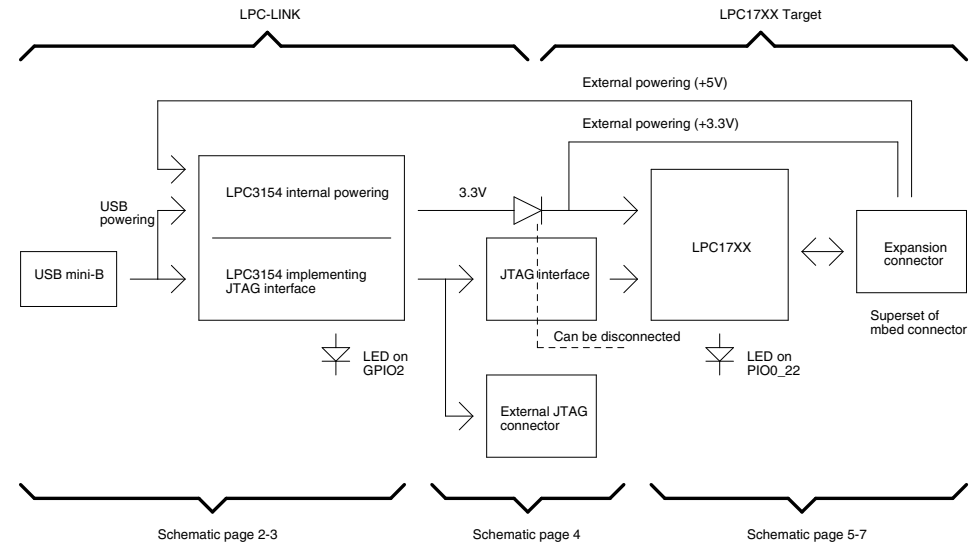 LPC-LINK
LPC17XX Target
External powering (+5V)
External powering (+3.3V)
USB
powering
LPC3154 internal powering
3.3V
LPC17XX
Expansion
connector
USB mini-B
LPC3154 implementing
JTAG interface
JTAG interface
Superset of
mbed connector
Can be disconnected
LED on
GPIO2
LED on
PIO0_22
External JTAG
connector
Schematic page 2-3
Schematic page 4
Schematic page 5-7